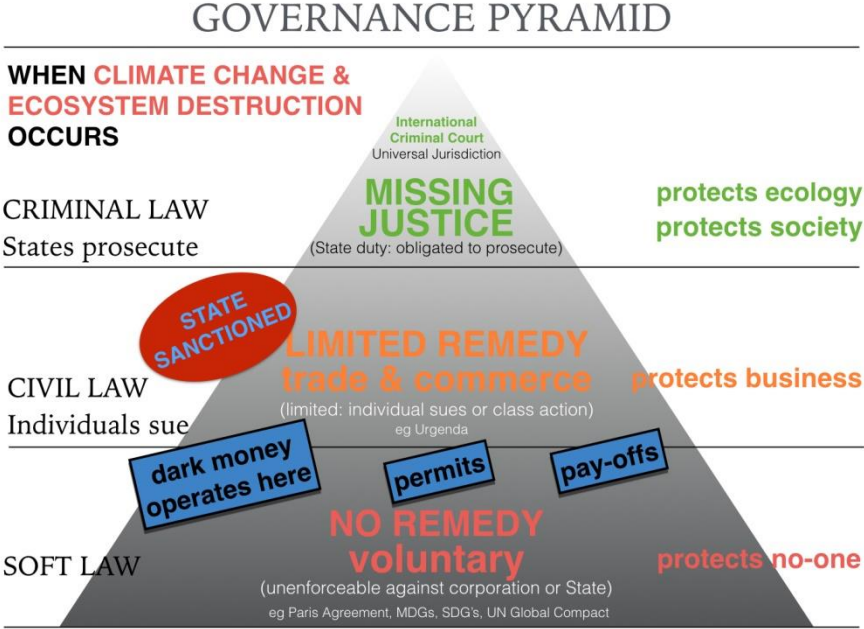 GOVERNANCE PYRAMID
WHEN CLIMATE CHANGE &
ECOSYSTEM DESTRUCTION
OCCURS
International
Criminal Court
Universal Jurisdiction
CRIMINAL LAW
States prosecute
MISSING
JUSTICE
(State duty: obligated to prosecute)
protects ecology
protects society
STATE
SANCTIONED
CIVIL LAW
Individuals sue
LIMITED REMEDY
trade & commerce
(limited: individual sues or class action)
eg Urgenda
protects business
dark money
operates here
permits
pay-offs
SOFT LAW
NO REMEDY
voluntary
(unenforceable against corporation or State)
eg Paris Agreement, MDGs, SDG's, UN Global Compact
protects no-one